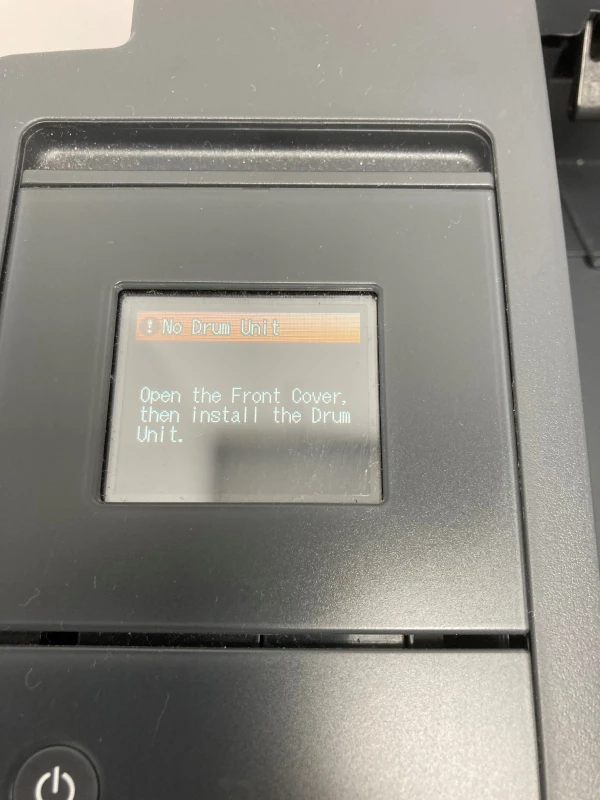 No Drum Unit
Open the Front Cover,
then install the Drum
Unit.